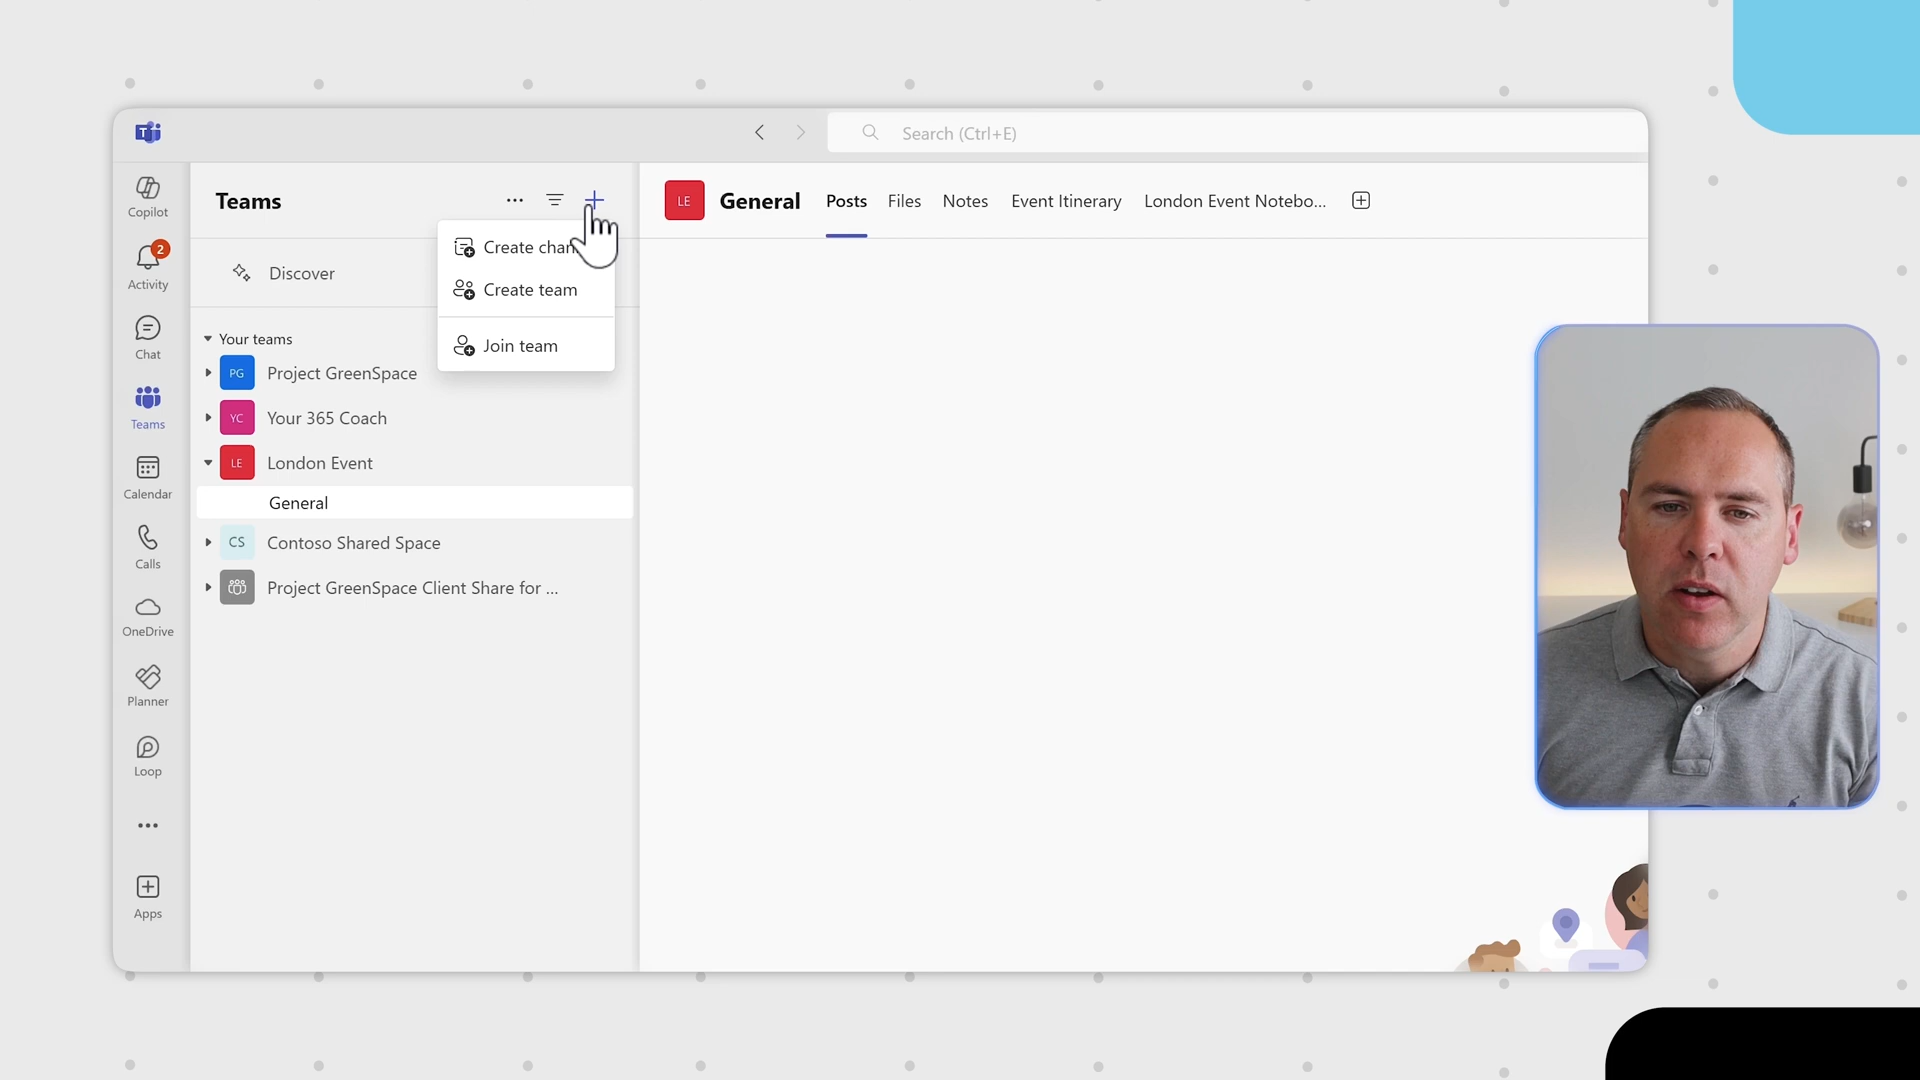 Search (Ctrl+E)
Copilot
2
Activity
Chat
Teams
Calendar
Calls
OneDrive
Planner
Loop
Apps
Teams
Create chan
Create team
Join team
Discover
Your teams
PG Project GreenSpace
YC Your 365 Coach
LE London Event
General
CS Contoso Shared Space
Project GreenSpace Client Share for ...
LE General Posts Files Notes Event Itinerary London Event Notebo...